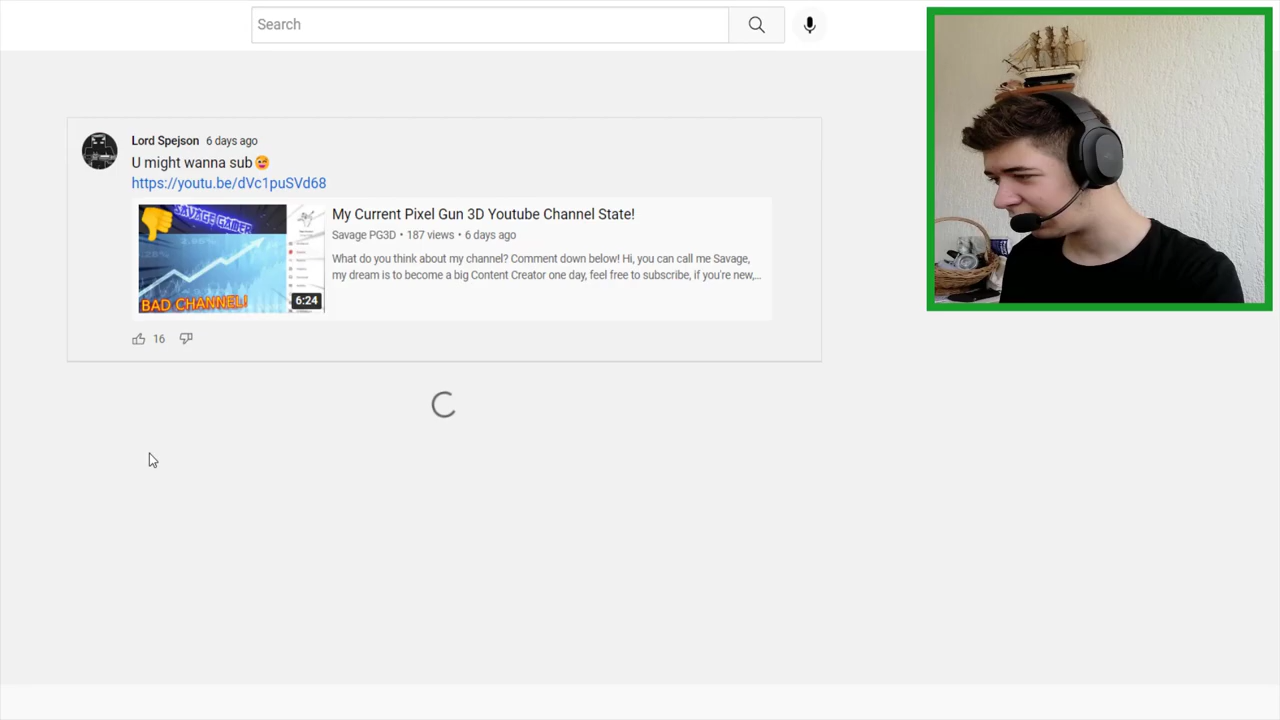 Search
Lord Spejson 6 days ago
U might wanna sub😜
https://youtu.be/dVc1puSVd68
My Current Pixel Gun 3D Youtube Channel State!
Savage PG3D • 187 views • 6 days ago
What do you think about my channel? Comment down below! Hi, you can call me Savage,
my dream is to become a big Content Creator one day, feel free to subscribe, if you're new,...
SAVAGE GAMER
BAD CHANNEL!
6:24
16